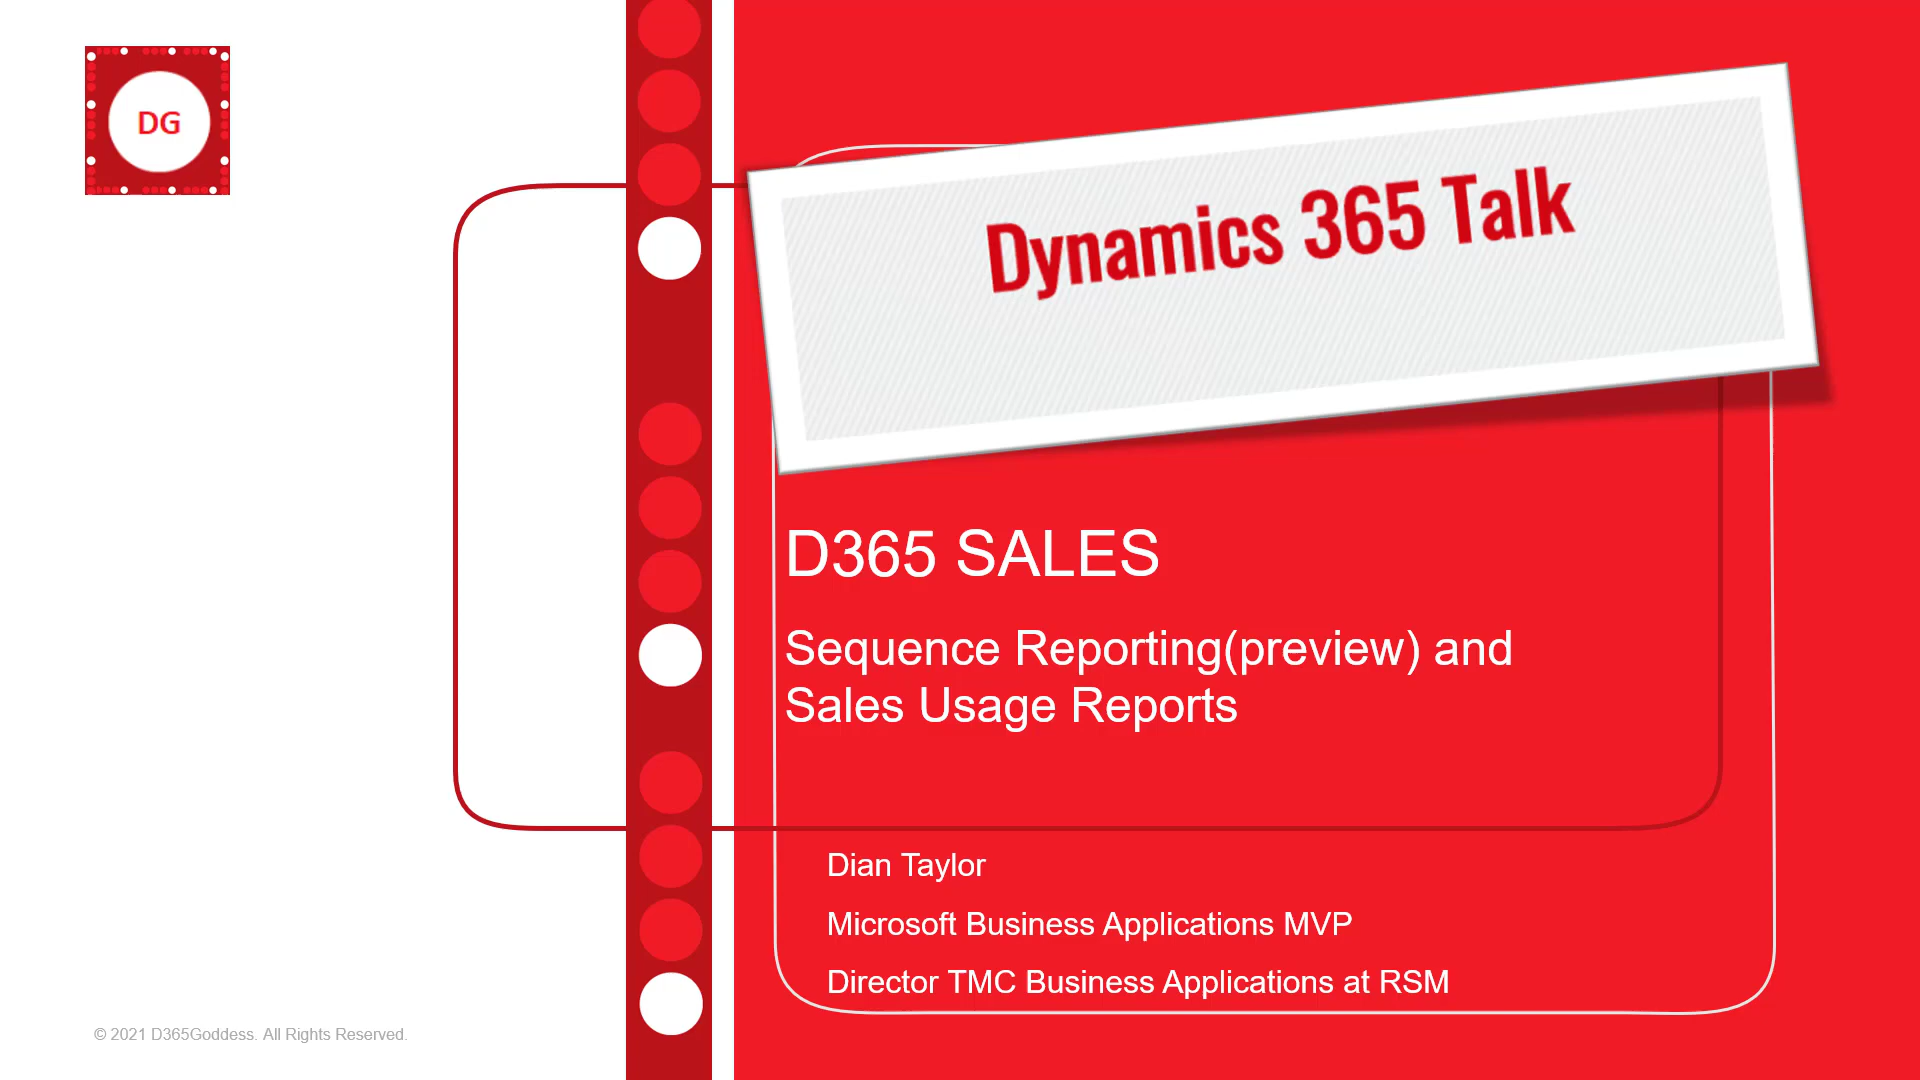 DG
Dynamics 365 Talk
D365 SALES
Sequence Reporting(preview) and
Sales Usage Reports
Dian Taylor
Microsoft Business Applications MVP
Director TMC Business Applications at RSM
© 2021 D365Goddess. All Rights Reserved.